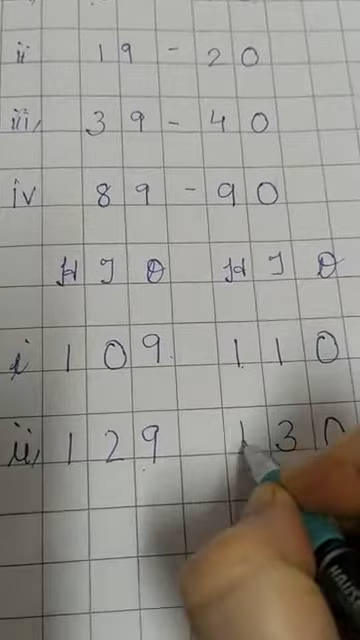 ii 19 - 20
iii, 39 - 40
iv 89 - 90
H T O H T O
i 109 110
ii, 129 130